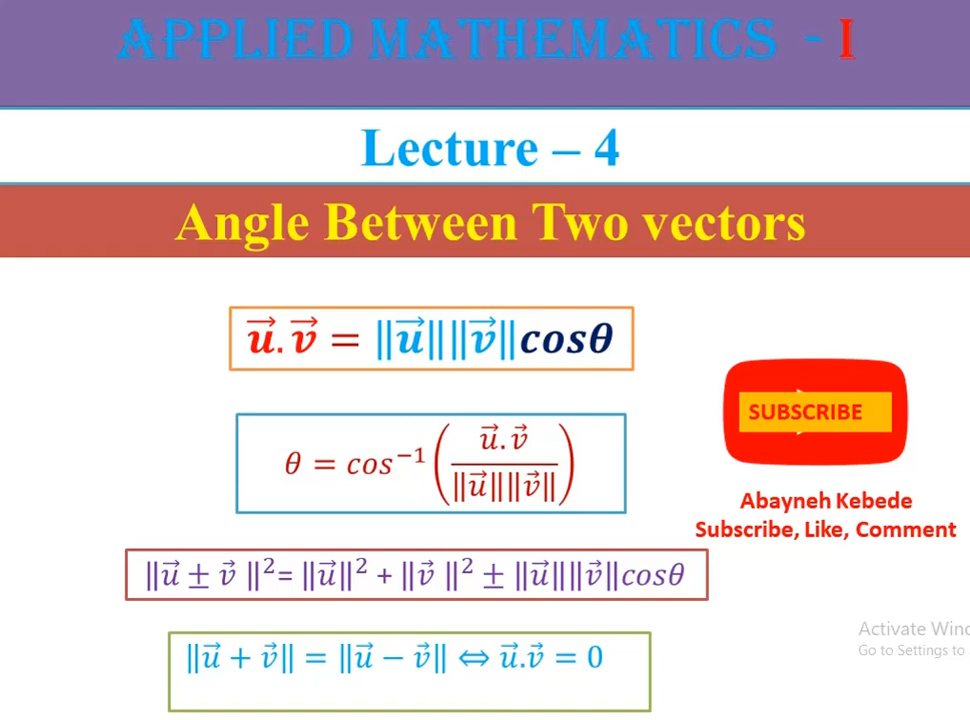 APPLIED MATHEMATICS - I
Lecture – 4
Angle Between Two vectors
u⃗.v⃗ = ‖u⃗‖‖v⃗‖cosθ
SUBSCRIBE
θ = cos⁻¹(u⃗.v⃗ / ‖u⃗‖‖v⃗‖)
Abayneh Kebede
Subscribe, Like, Comment
‖u⃗ ± v⃗ ‖²= ‖u⃗‖² + ‖v⃗ ‖² ± ‖u⃗‖‖v⃗‖cosθ
Activate Wind
Go to Settings to
‖u⃗ + v⃗‖ = ‖u⃗ − v⃗‖ ⇔ u⃗.v⃗ = 0